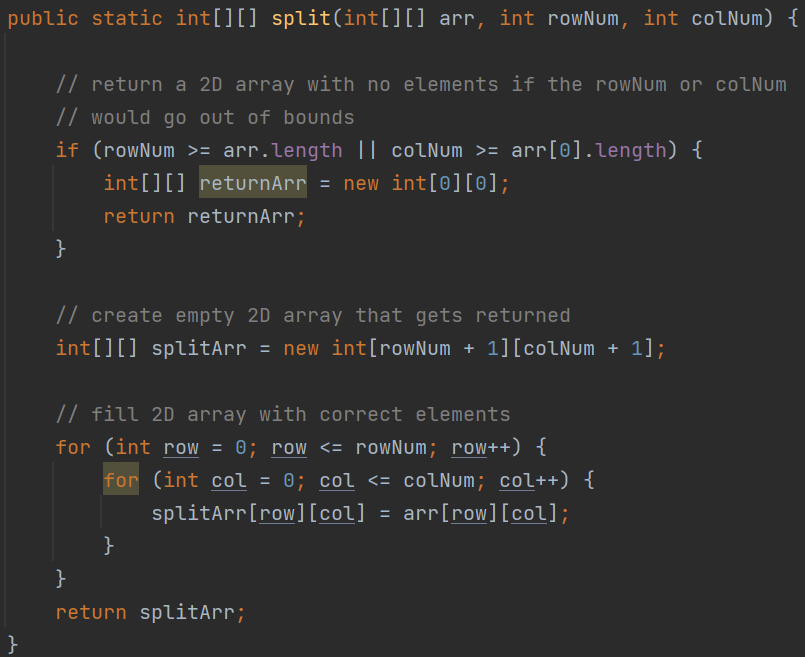 public static int[][] split(int[][] arr, int rowNum, int colNum) {
// return a 2D array with no elements if the rowNum or colNum
// would go out of bounds
if (rowNum >= arr.length || colNum >= arr[0].length) {
int[][] returnArr = new int[0][0];
return returnArr;
}
// create empty 2D array that gets returned
int[][] splitArr = new int[rowNum + 1][colNum + 1];
// fill 2D array with correct elements
for (int row = 0; row <= rowNum; row++) {
for (int col = 0; col <= colNum; col++) {
splitArr[row][col] = arr[row][col];
}
}
return splitArr;
}